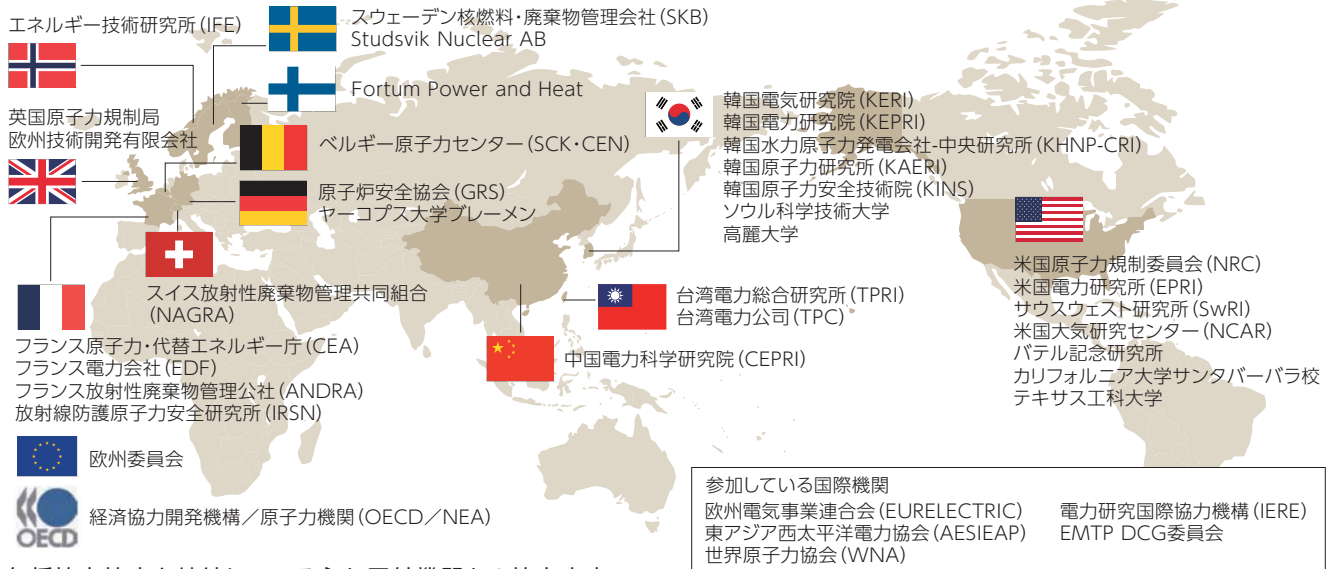 エネルギー技術研究所(IFE)
スウェーデン核燃料・廃棄物管理会社(SKB)
Studsvik Nuclear AB
Fortum Power and Heat
英国原子力規制局
欧州技術開発有限会社
ベルギー原子力センター(SCK・CEN)
原子炉安全協会(GRS)
ヤーコプス大学ブレーメン
スイス放射性廃棄物管理共同組合
(NAGRA)
フランス原子力・代替エネルギー庁(CEA)
フランス電力会社(EDF)
フランス放射性廃棄物管理公社(ANDRA)
放射線防護原子力安全研究所(IRSN)
欧州委員会
OECD
経済協力開発機構/原子力機関(OECD/NEA)
韓国電気研究院(KERI)
韓国電力研究院(KEPRI)
韓国水力原子力発電会社-中央研究所(KHNP-CRI)
韓国原子力研究所(KAERI)
韓国原子力安全技術院(KINS)
ソウル科学技術大学
高麗大学
台湾電力総合研究所(TPRI)
台湾電力公司(TPC)
中国電力科学研究院(CEPRI)
米国原子力規制委員会(NRC)
米国電力研究所(EPRI)
サウスウェスト研究所(SwRI)
米国大気研究センター(NCAR)
バテル記念研究所
カリフォルニア大学サンタバーバラ校
テキサス工科大学
参加している国際機関
欧州電気事業連合会(EURELECTRIC)
東アジア西太平洋電力協会(AESIEAP)
世界原子力協会(WNA)
電力研究国際協力機構(IERE)
EMTP DCG委員会